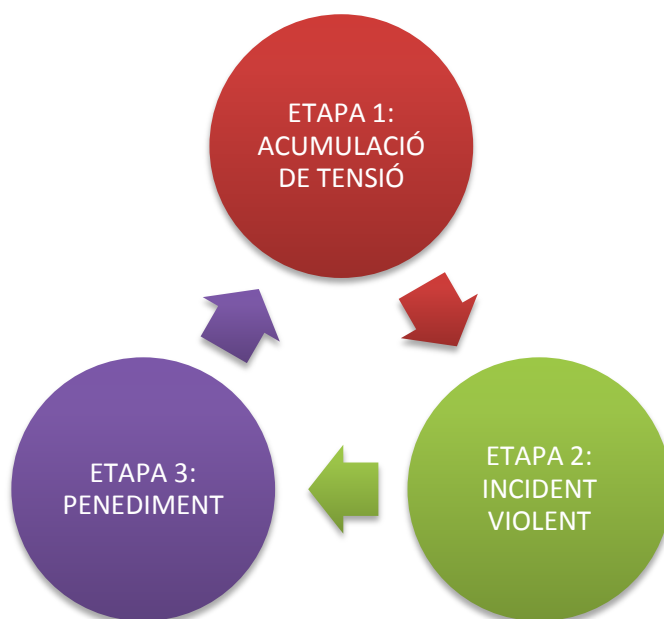 ETAPA 1:
ACUMULACIÓ
DE TENSIÓ
ETAPA 2:
INCIDENT
VIOLENT
ETAPA 3:
PENEDIMENT